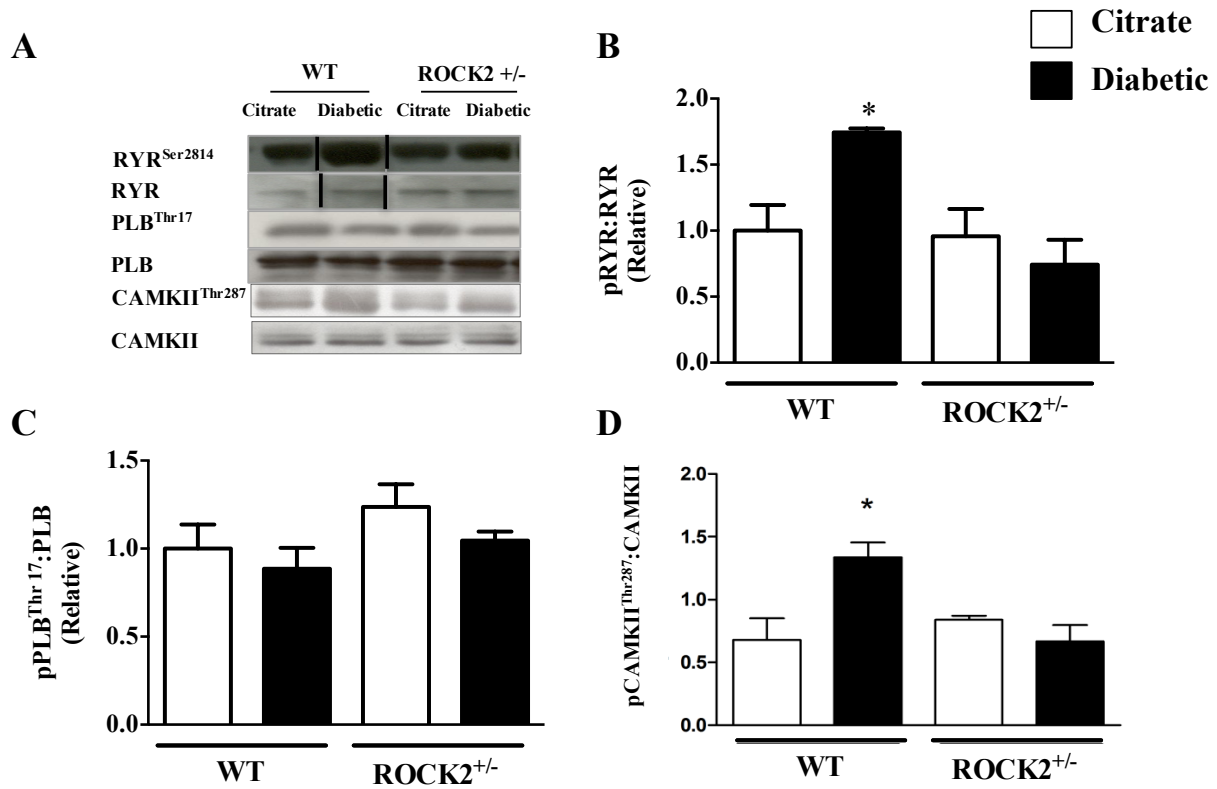 Citrate
Diabetic
A
WT ROCK2 +/-
Citrate Diabetic Citrate Diabetic
RYR^Ser2814
RYR
PLB^Thr17
PLB
CAMKII^Thr287
CAMKII
B
pRYR:RYR
(Relative)
2.0
1.5
1.0
0.5
0.0
*
WT ROCK2^+/-
C
pPLB^Thr 17:PLB
(Relative)
1.5
1.0
0.5
0.0
WT ROCK2^+/-
D
pCAMKII^Thr287:CAMKII
2.0
1.5
1.0
0.5
0.0
*
WT ROCK2^+/-